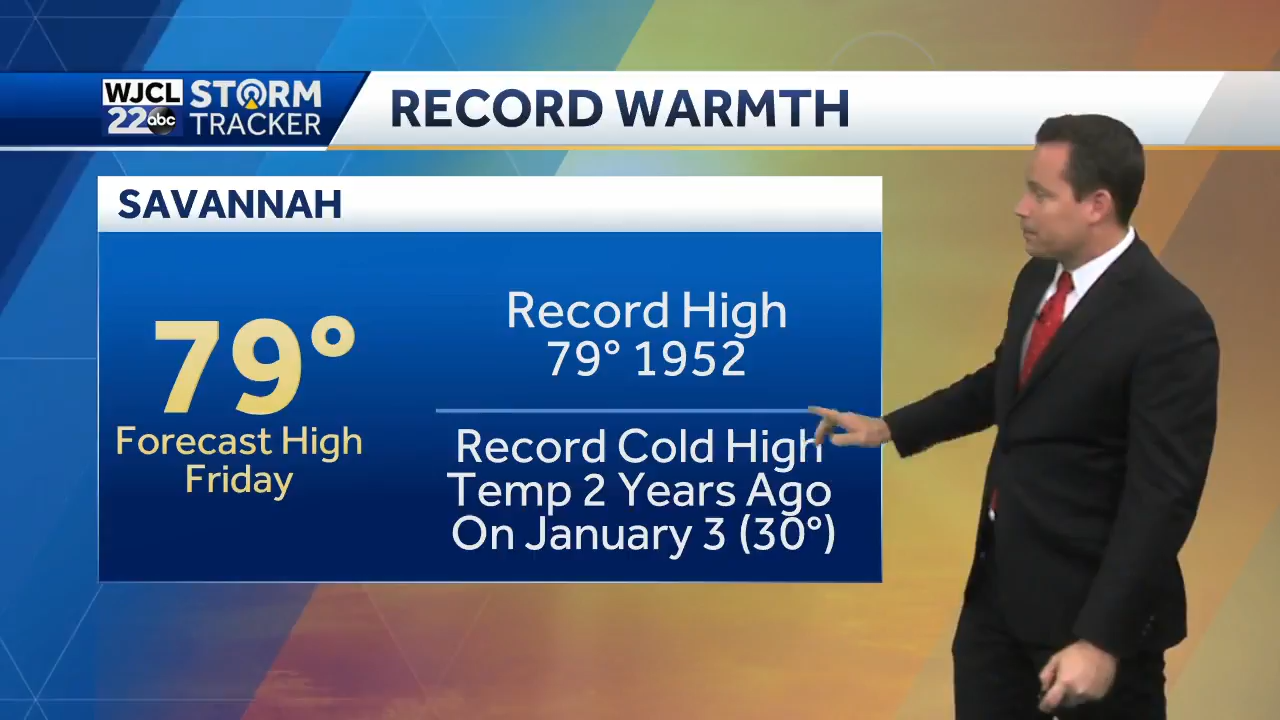 WJCL
22 abc
STORM
TRACKER
RECORD WARMTH
SAVANNAH
79°
Forecast High
Friday
Record High
79° 1952
Record Cold High
Temp 2 Years Ago
On January 3 (30°)